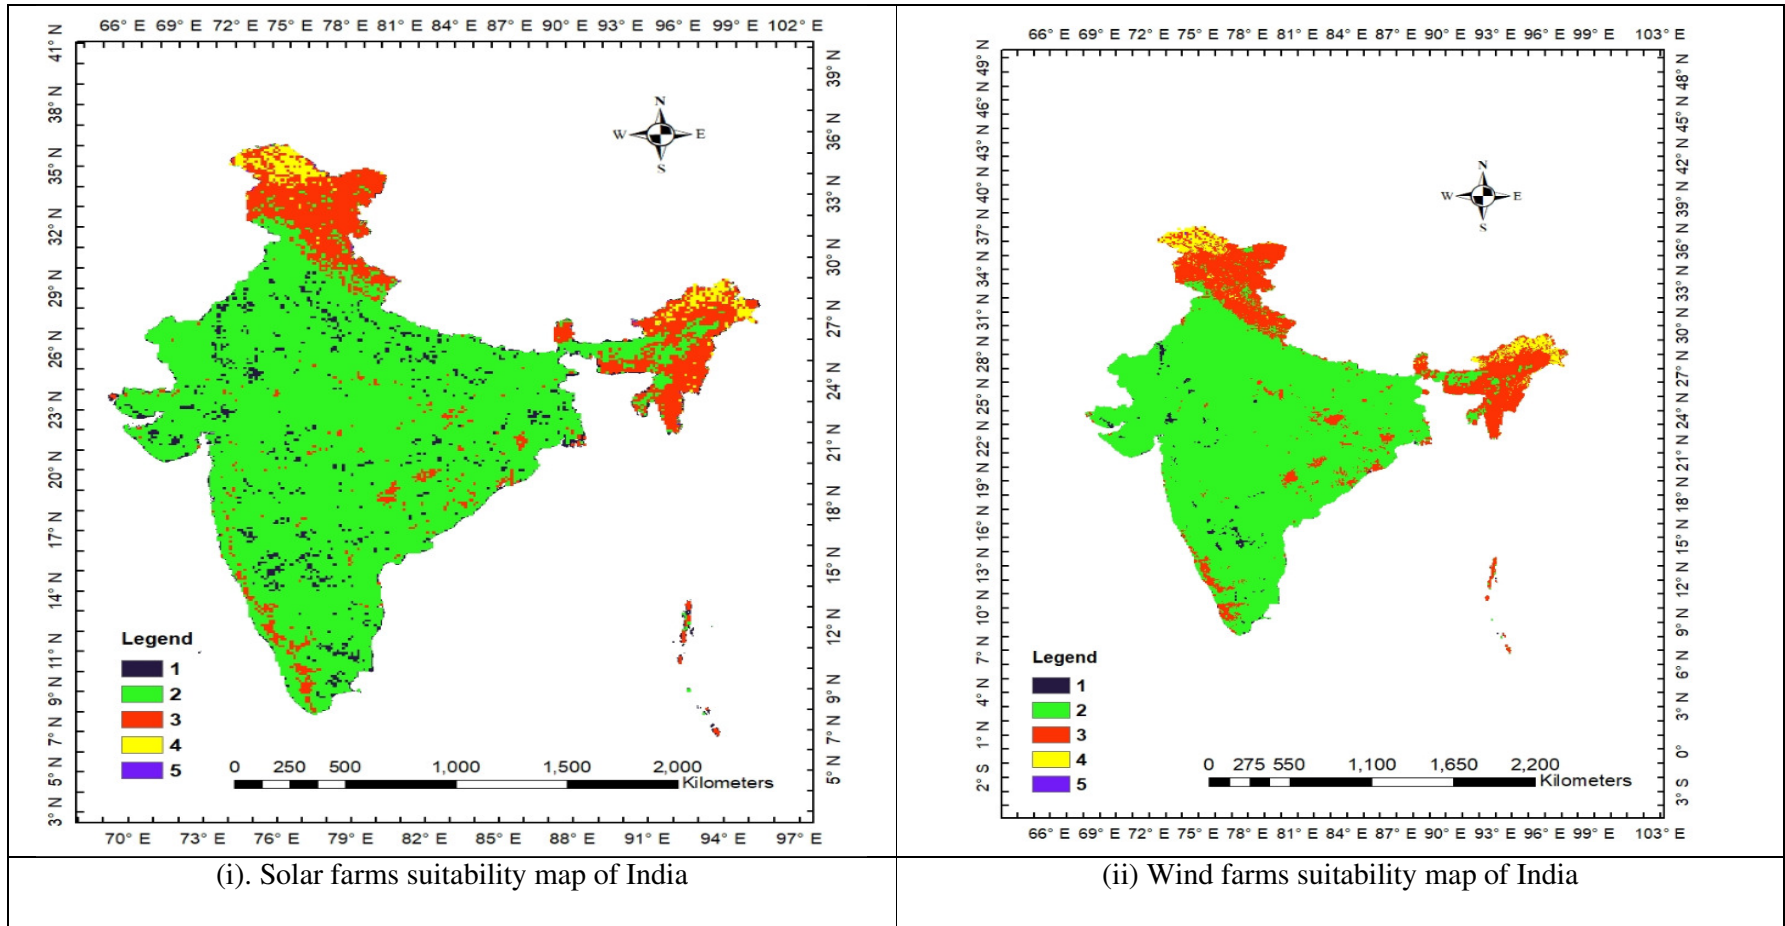 66° E 69° E 72° E 75° E 78° E 81° E 84° E 87° E 90° E 93° E 96° E 99° E 102° E
41° N
38° N
35° N
32° N
29° N
26° N
23° N
20° N
17° N
14° N
11° N
9° N
7° N
5° N
3° N
39° N
36° N
33° N
30° N
27° N
24° N
21° N
18° N
15° N
12° N
9° N
7° N
5° N
N
W E
S
Legend
1
2
3
4
5
0 250 500 1,000 1,500 2,000
Kilometers
70° E 73° E 76° E 79° E 82° E 85° E 88° E 91° E 94° E 97° E
(i). Solar farms suitability map of India
66° E 69° E 72° E 75° E 78° E 81° E 84° E 87° E 90° E 93° E 96° E 99° E 103° E
49° N
46° N
43° N
40° N
37° N
34° N
31° N
28° N
25° N
22° N
19° N
16° N
13° N
10° N
7° N
4° N
1° N
2° S
48° N
45° N
42° N
39° N
36° N
33° N
30° N
27° N
24° N
21° N
18° N
15° N
12° N
9° N
6° N
3° N
0°
3° S
N
W E
S
Legend
1
2
3
4
5
0 275 550 1,100 1,650 2,200
Kilometers
66° E 69° E 72° E 75° E 78° E 81° E 84° E 87° E 90° E 93° E 96° E 99° E 103° E
(ii) Wind farms suitability map of India